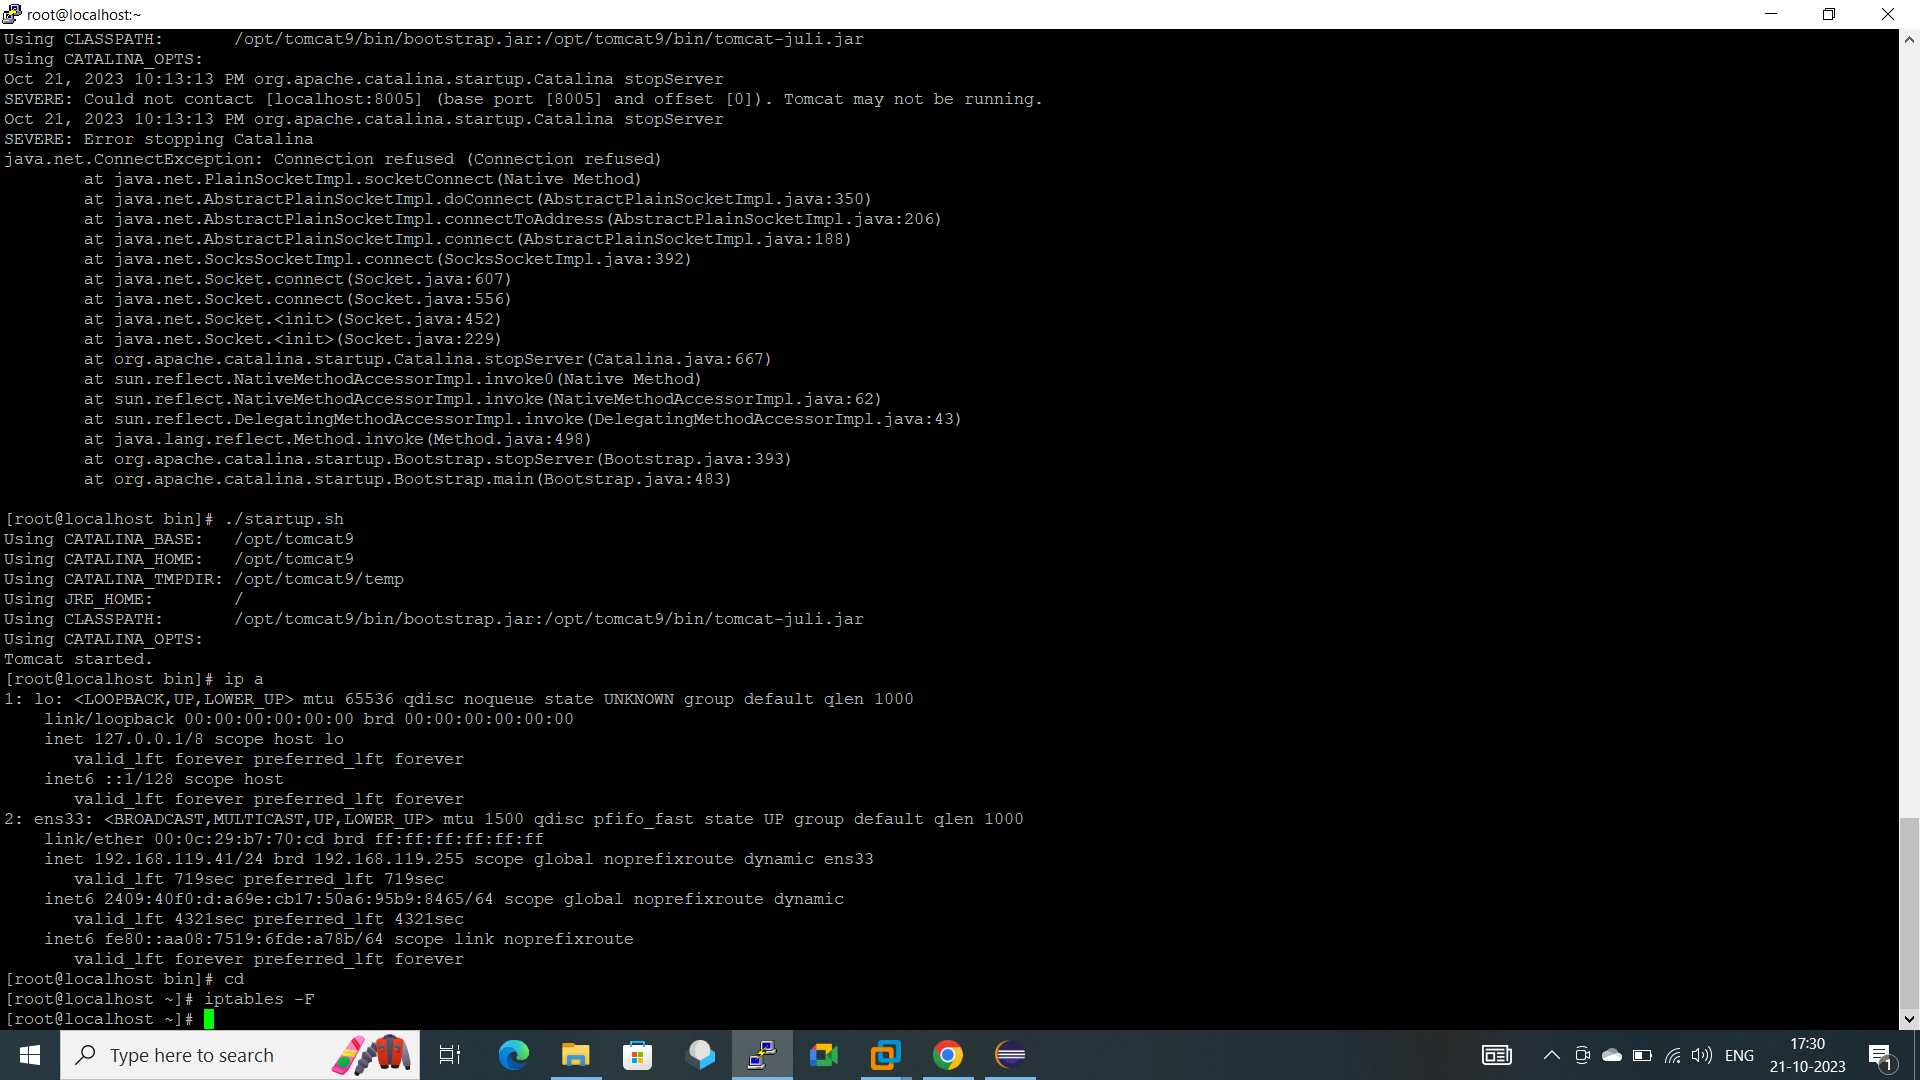 root@localhost:~
Using CLASSPATH:       /opt/tomcat9/bin/bootstrap.jar:/opt/tomcat9/bin/tomcat-juli.jar
Using CATALINA_OPTS:
Oct 21, 2023 10:13:13 PM org.apache.catalina.startup.Catalina stopServer
SEVERE: Could not contact [localhost:8005] (base port [8005] and offset [0]). Tomcat may not be running.
Oct 21, 2023 10:13:13 PM org.apache.catalina.startup.Catalina stopServer
SEVERE: Error stopping Catalina
java.net.ConnectException: Connection refused (Connection refused)
        at java.net.PlainSocketImpl.socketConnect(Native Method)
        at java.net.AbstractPlainSocketImpl.doConnect(AbstractPlainSocketImpl.java:350)
        at java.net.AbstractPlainSocketImpl.connectToAddress(AbstractPlainSocketImpl.java:206)
        at java.net.AbstractPlainSocketImpl.connect(AbstractPlainSocketImpl.java:188)
        at java.net.SocksSocketImpl.connect(SocksSocketImpl.java:392)
        at java.net.Socket.connect(Socket.java:607)
        at java.net.Socket.connect(Socket.java:556)
        at java.net.Socket.<init>(Socket.java:452)
        at java.net.Socket.<init>(Socket.java:229)
        at org.apache.catalina.startup.Catalina.stopServer(Catalina.java:667)
        at sun.reflect.NativeMethodAccessorImpl.invoke0(Native Method)
        at sun.reflect.NativeMethodAccessorImpl.invoke(NativeMethodAccessorImpl.java:62)
        at sun.reflect.DelegatingMethodAccessorImpl.invoke(DelegatingMethodAccessorImpl.java:43)
        at java.lang.reflect.Method.invoke(Method.java:498)
        at org.apache.catalina.startup.Bootstrap.stopServer(Bootstrap.java:393)
        at org.apache.catalina.startup.Bootstrap.main(Bootstrap.java:483)
[root@localhost bin]# ./startup.sh
Using CATALINA_BASE:   /opt/tomcat9
Using CATALINA_HOME:   /opt/tomcat9
Using CATALINA_TMPDIR: /opt/tomcat9/temp
Using JRE_HOME:        /
Using CLASSPATH:       /opt/tomcat9/bin/bootstrap.jar:/opt/tomcat9/bin/tomcat-juli.jar
Using CATALINA_OPTS:
Tomcat started.
[root@localhost bin]# ip a
1: lo: <LOOPBACK,UP,LOWER_UP> mtu 65536 qdisc noqueue state UNKNOWN group default qlen 1000
    link/loopback 00:00:00:00:00:00 brd 00:00:00:00:00:00
    inet 127.0.0.1/8 scope host lo
       valid_lft forever preferred_lft forever
    inet6 ::1/128 scope host
       valid_lft forever preferred_lft forever
2: ens33: <BROADCAST,MULTICAST,UP,LOWER_UP> mtu 1500 qdisc pfifo_fast state UP group default qlen 1000
    link/ether 00:0c:29:b7:70:cd brd ff:ff:ff:ff:ff:ff
    inet 192.168.119.41/24 brd 192.168.119.255 scope global noprefixroute dynamic ens33
       valid_lft 719sec preferred_lft 719sec
    inet6 2409:40f0:d:a69e:cb17:50a6:95b9:8465/64 scope global noprefixroute dynamic
       valid_lft 4321sec preferred_lft 4321sec
    inet6 fe80::aa08:7519:6fde:a78b/64 scope link noprefixroute
       valid_lft forever preferred_lft forever
[root@localhost bin]# cd
[root@localhost ~]# iptables -F
[root@localhost ~]#
Type here to search
ENG
17:30
21-10-2023
1